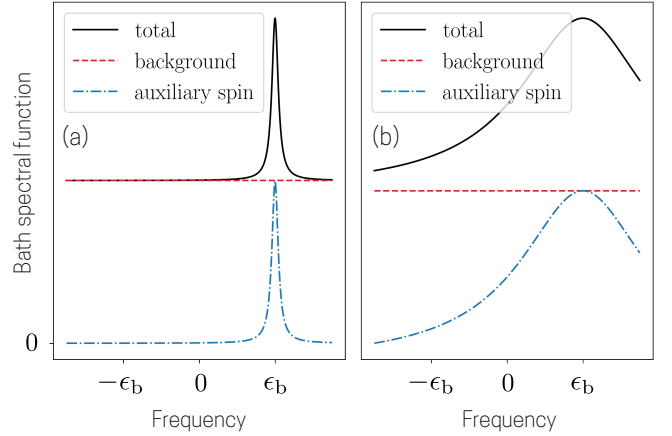 total
background
auxiliary spin
(a)
Bath spectral function
0
−ϵb
0
ϵb
Frequency
total
background
auxiliary spin
(b)
−ϵb
0
ϵb
Frequency